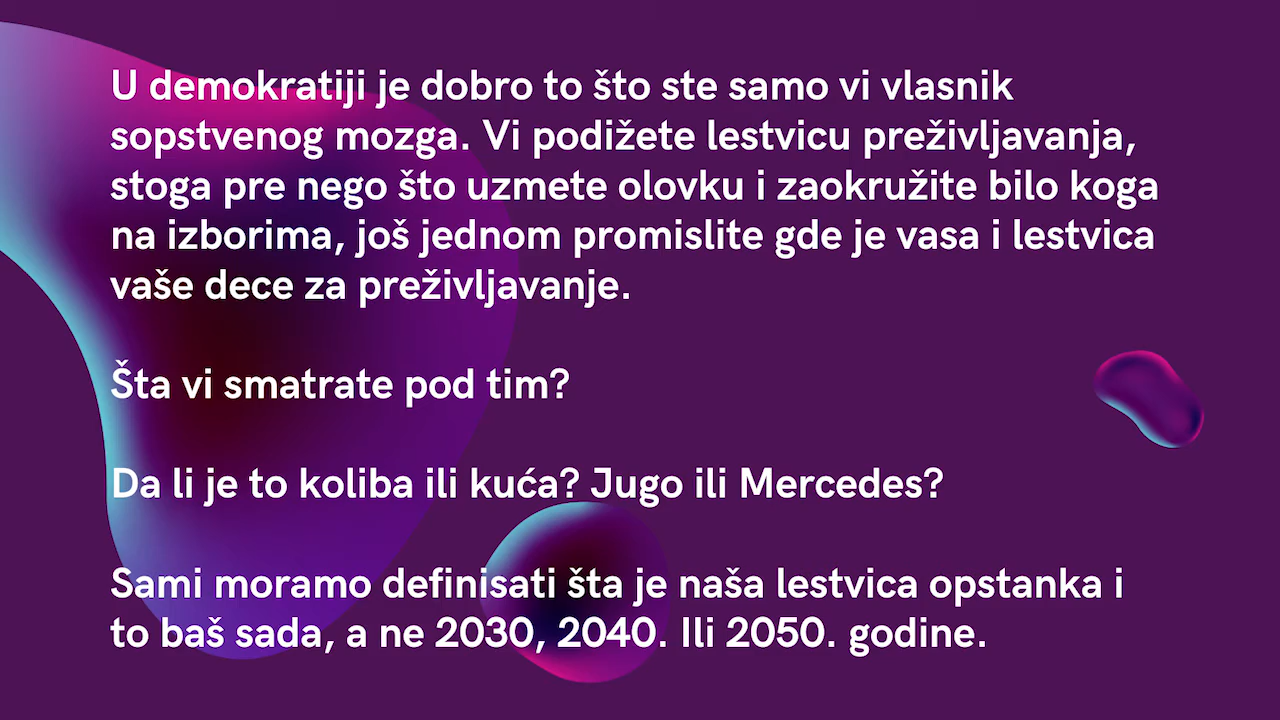 U demokratiji je dobro to što ste samo vi vlasnik
sopstvenog mozga. Vi podižete lestvicu preživljavanja,
stoga pre nego što uzmete olovku i zaokružite bilo koga
na izborima, još jednom promislite gde je vasa i lestvica
vaše dece za preživljavanje.
Šta vi smatrate pod tim?
Da li je to koliba ili kuća? Jugo ili Mercedes?
Sami moramo definisati šta je naša lestvica opstanka i
to baš sada, a ne 2030, 2040. Ili 2050. godine.